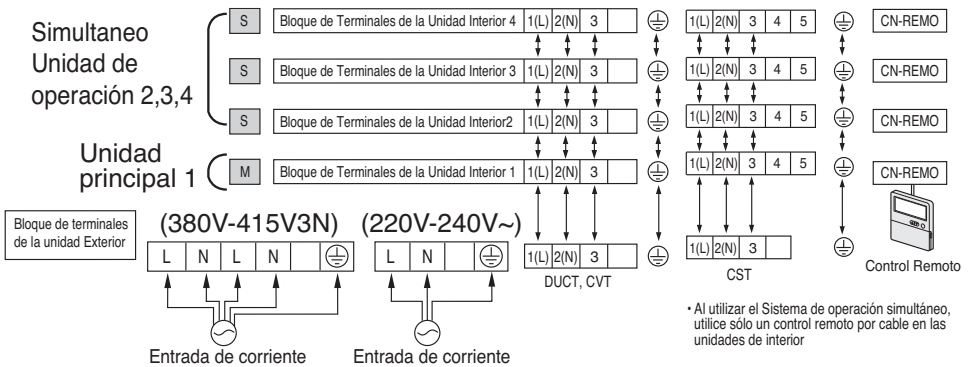 Simultaneo
Unidad de
operación 2,3,4
S Bloque de Terminales de la Unidad Interior 4 1(L) 2(N) 3 1(L) 2(N) 3 4 5 CN-REMO
S Bloque de Terminales de la Unidad Interior 3 1(L) 2(N) 3 1(L) 2(N) 3 4 5 CN-REMO
S Bloque de Terminales de la Unidad Interior2 1(L) 2(N) 3 1(L) 2(N) 3 4 5 CN-REMO
Unidad
principal 1
M Bloque de Terminales de la Unidad Interior 1 1(L) 2(N) 3 1(L) 2(N) 3 4 5 CN-REMO
Bloque de terminales
de la unidad Exterior
(380V-415V3N) (220V-240V~)
L N L N L N 1(L) 2(N) 3 1(L) 2(N) 3
DUCT, CVT CST Control Remoto
Entrada de corriente Entrada de corriente
• Al utilizar el Sistema de operación simultáneo,
utilice sólo un control remoto por cable en las
unidades de interior